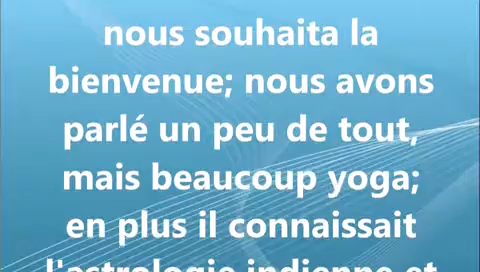 nous souhaita la
bienvenue; nous avons
parlé un peu de tout,
mais beaucoup yoga;
en plus il connaissait
l'astrologie indienne et